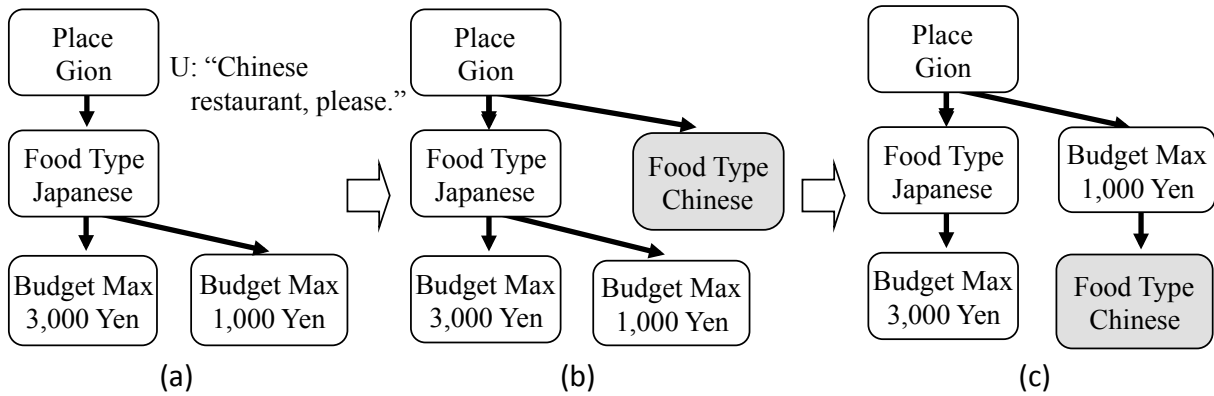 Place
Gion
U: “Chinese
restaurant, please.”
Food Type
Japanese
Budget Max
3,000 Yen
Budget Max
1,000 Yen
(a)
Place
Gion
Food Type
Japanese
Food Type
Chinese
Budget Max
3,000 Yen
Budget Max
1,000 Yen
(b)
Place
Gion
Food Type
Japanese
Budget Max
1,000 Yen
Budget Max
3,000 Yen
Food Type
Chinese
(c)